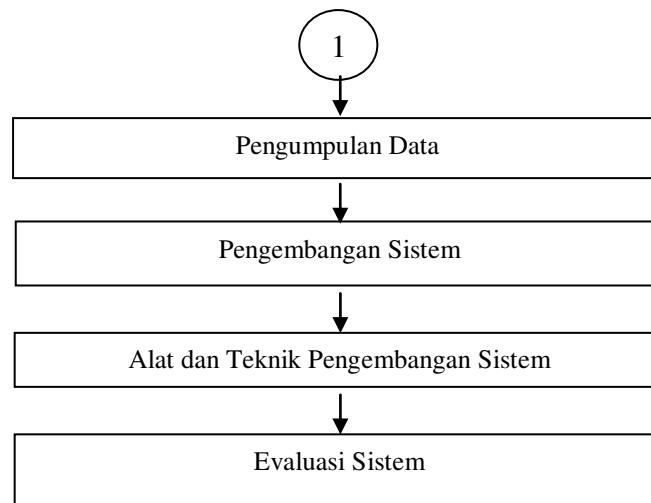 1
Pengumpulan Data
Pengembangan Sistem
Alat dan Teknik Pengembangan Sistem
Evaluasi Sistem